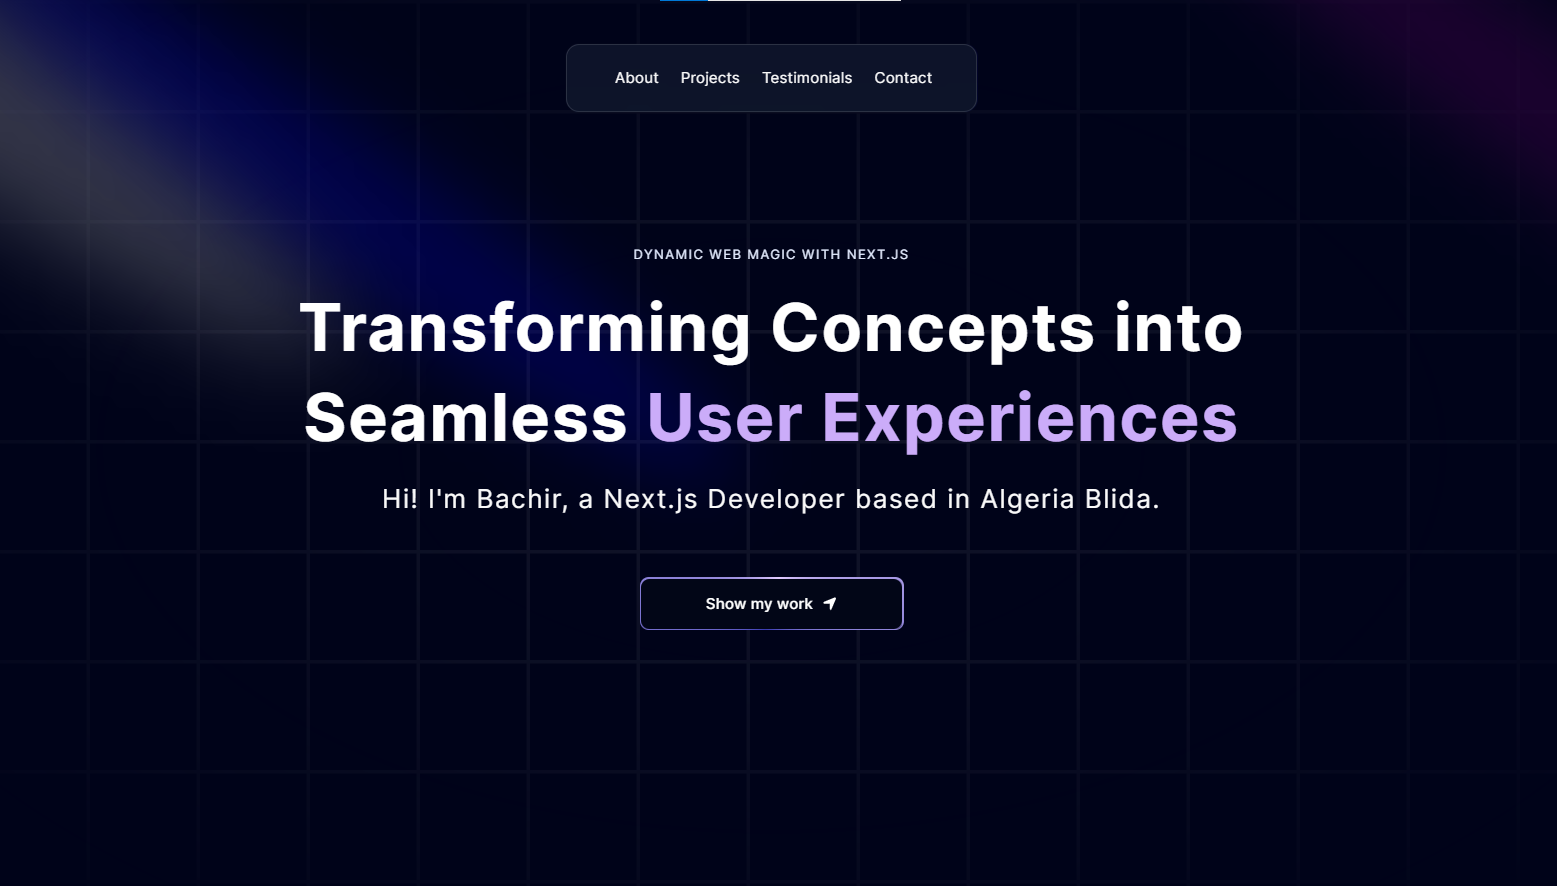 About Projects Testimonials Contact
DYNAMIC WEB MAGIC WITH NEXT.JS
Transforming Concepts into
Seamless User Experiences
Hi! I'm Bachir, a Next.js Developer based in Algeria Blida.
Show my work